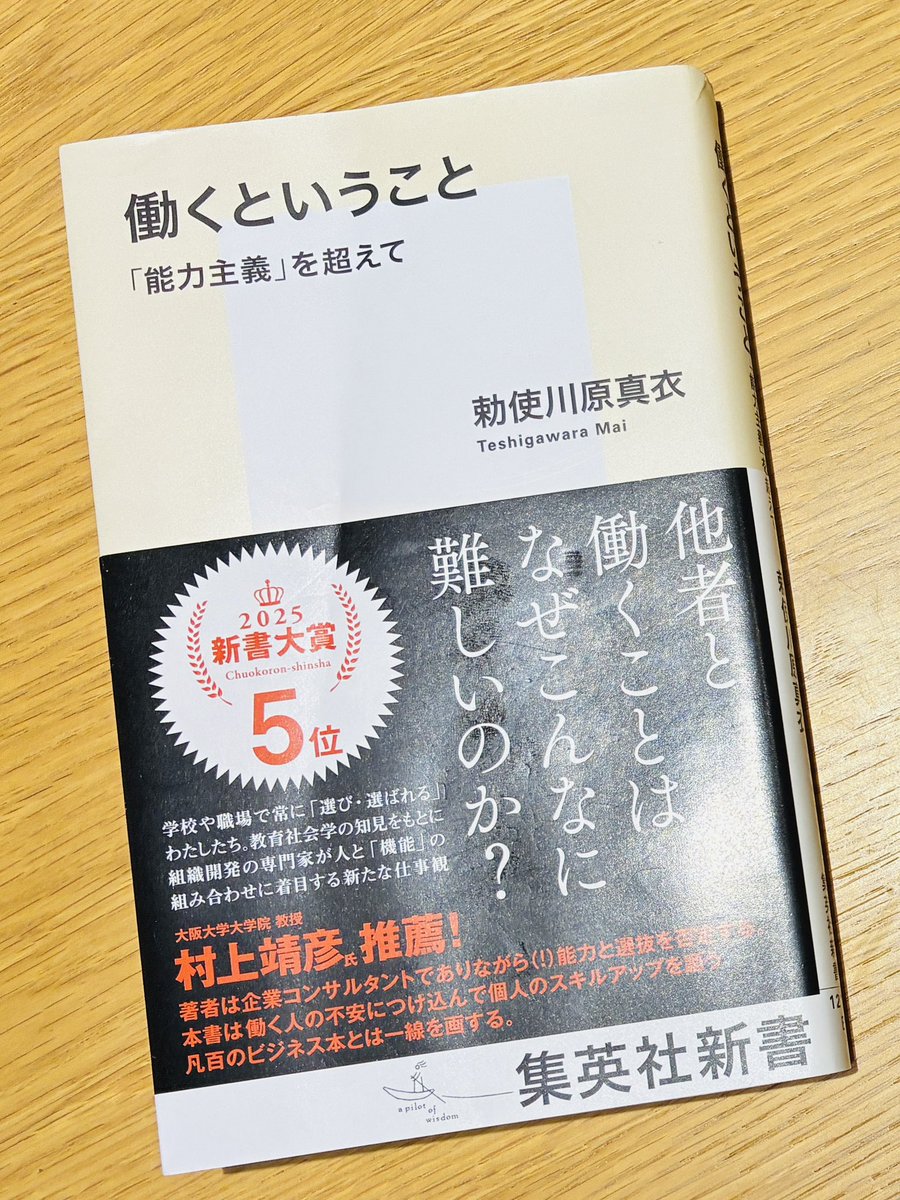 働くということ
「能力主義」を超えて
勅使川原真衣
Teshigawara Mai
他者と
働くことは
なぜこんなに
難しいのか?
2025
新書大賞
Chuokoron-shinsha
5位
学校や職場で常に「選び・選ばれる」
わたしたち。教育社会学の知見をもとに
組織開発の専門家が人と「機能」の
組み合わせに着目する新たな仕事観
大阪大学大学院 教授
村上靖彦氏 推薦!
著者は企業コンサルタントでありながら(!)能力と選抜を否定する。
本書は働く人の不安につけ込んで個人のスキルアップを謳う
凡百のビジネス本とは一線を画する。
a pilot of wisdom
集英社新書